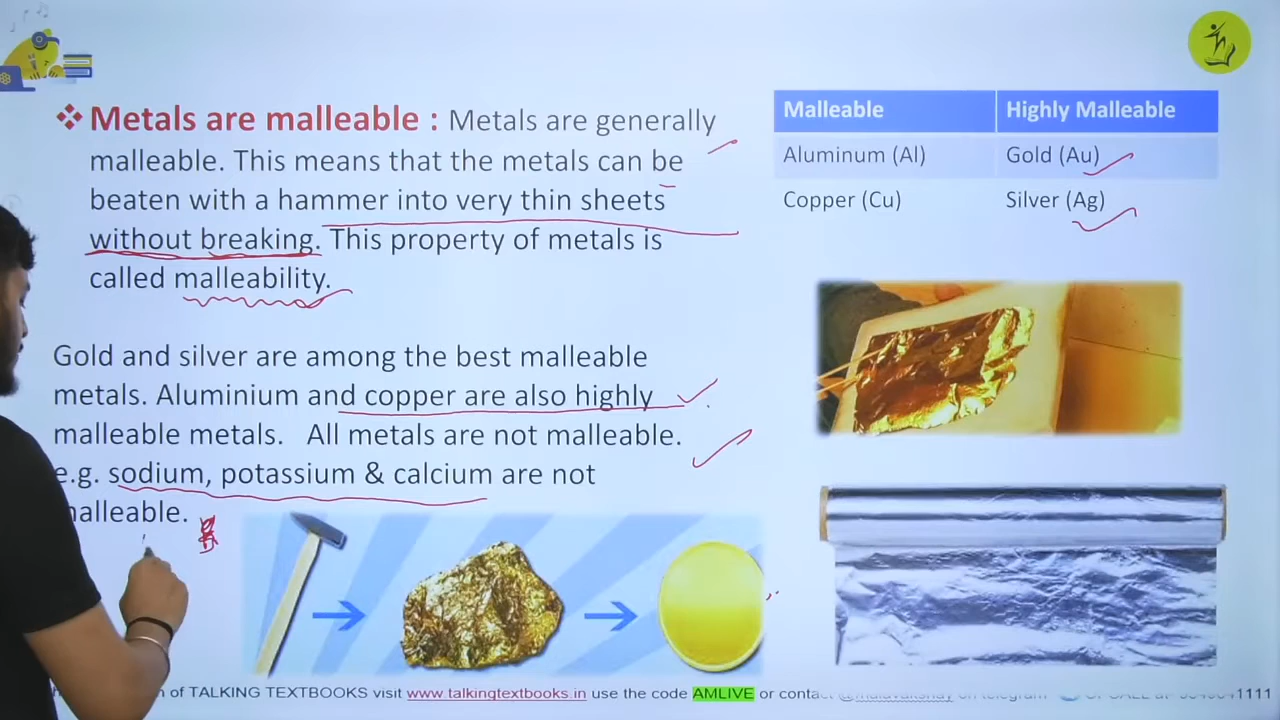 ❖ Metals are malleable : Metals are generally
malleable. This means that the metals can be
beaten with a hammer into very thin sheets
without breaking. This property of metals is
called malleability.
Gold and silver are among the best malleable
metals. Aluminium and copper are also highly
malleable metals. All metals are not malleable.
e.g. sodium, potassium & calcium are not
malleable.
Malleable Highly Malleable
Aluminum (Al) Gold (Au)
Copper (Cu) Silver (Ag)
of TALKING TEXTBOOKS visit www.talkingtextbooks.in use the code AMLIVE or